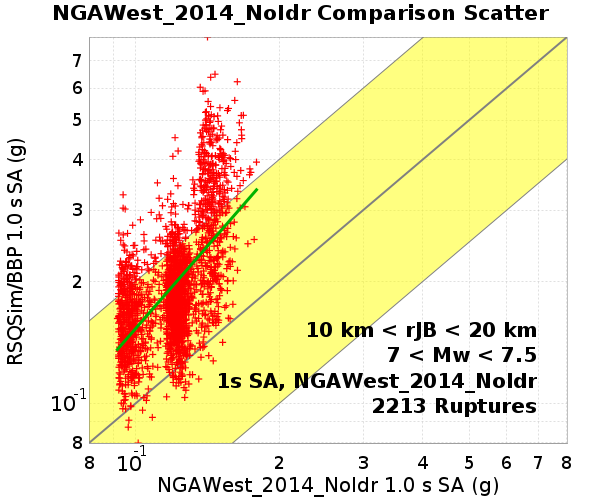 NGAWest_2014_NoIdr Comparison Scatter
RSQSim/BBP 1.0 s SA (g)
7
6
5
4
3
2
10-1
8
10 km < rJB < 20 km
7 < Mw < 7.5
1s SA, NGAWest_2014_NoIdr
2213 Ruptures
8 10-1 2 3 4 5 6 7 8
NGAWest_2014_NoIdr 1.0 s SA (g)